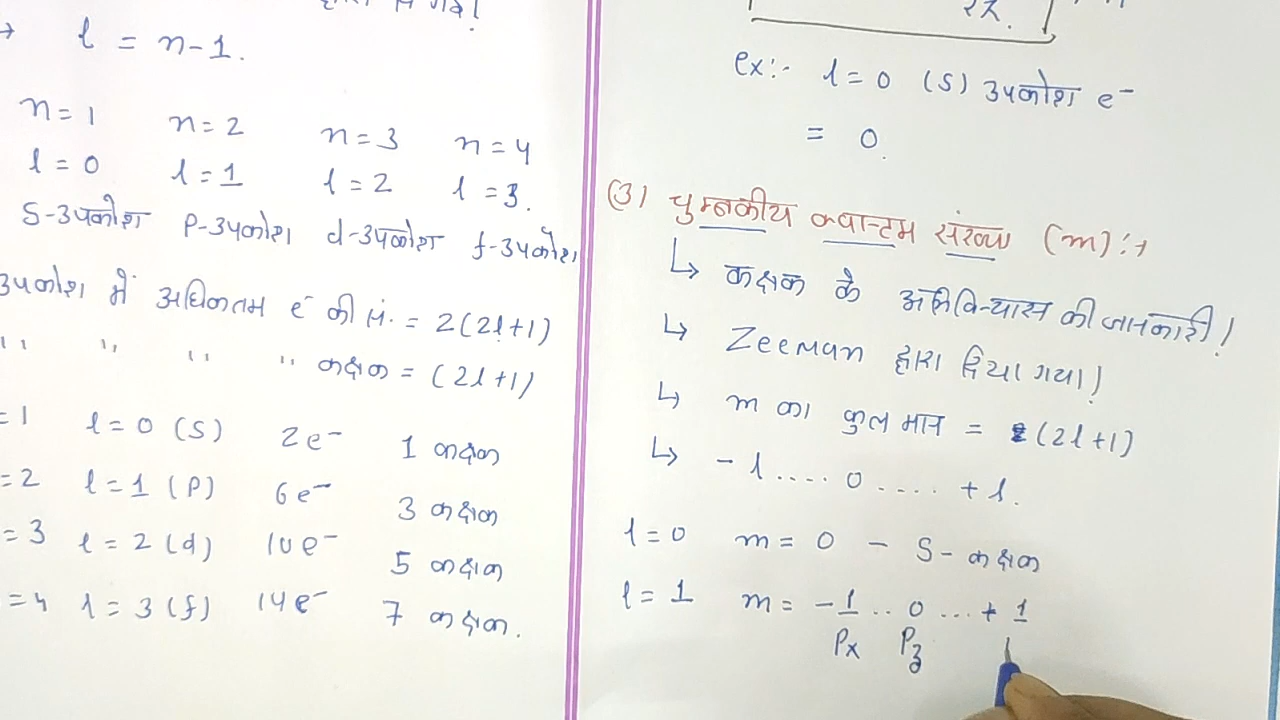 → l = n-1.
n=1 n=2 n=3 n=4
l=0 l=1 l=2 l=3.
S-उपकोश P-उपकोश d-उपकोश f-उपकोश
उपकोश में अधिकतम e⁻ की सं. = 2(2l+1)
'' '' '' '' कक्षक = (2l+1)
=1 l=0 (S) 2e⁻ 1 कक्षक
=2 l=1 (P) 6e⁻ 3 कक्षक
=3 l=2 (d) 10e⁻ 5 कक्षक
=4 l=3 (f) 14e⁻ 7 कक्षक.
2π.
ex:- l=0 (S) उपकोश e⁻
= 0.
(3) चुम्बकीय क्वान्टम संख्या (m):→
↳ कक्षक के अभिविन्यास की जानकारी!
↳ Zeeman द्वारा दिया गया!
↳ m का कुल मान = (2l+1)
↳ -l....0....+l.
l=0 m=0 - S-कक्षक
l=1 m= -1..0...+1
Px Pz